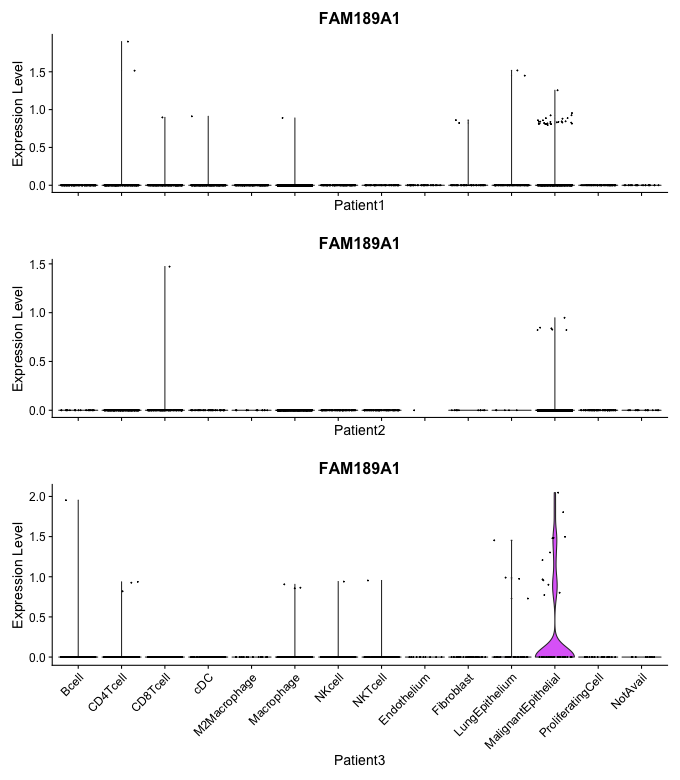 FAM189A1
Expression Level
1.5
1.0
0.5
0.0
Patient1
FAM189A1
Expression Level
1.5
1.0
0.5
0.0
Patient2
FAM189A1
Expression Level
2.0
1.5
1.0
0.5
0.0
Bcell
CD4Tcell
CD8Tcell
cDC
M2Macrophage
Macrophage
NKcell
NKTcell
Endothelium
Fibroblast
LungEpithelium
MalignantEpithelial
ProliferatingCell
NotAvail
Patient3